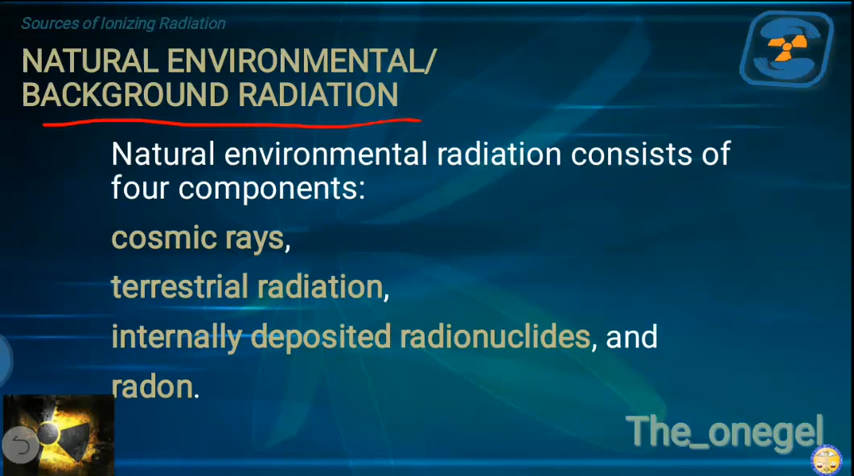 Sources of Ionizing Radiation
NATURAL ENVIRONMENTAL/
BACKGROUND RADIATION
Natural environmental radiation consists of
four components:
cosmic rays,
terrestrial radiation,
internally deposited radionuclides, and
radon.
The_onegel